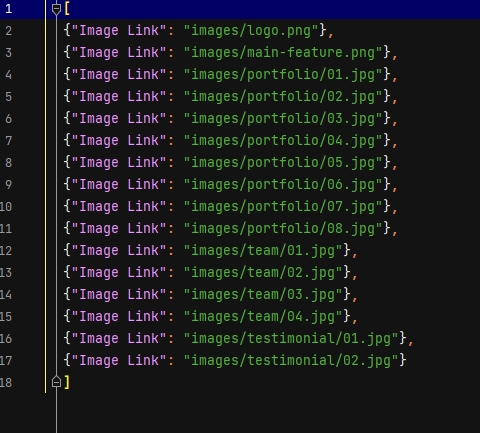 1 [
2 {"Image Link": "images/logo.png"},
3 {"Image Link": "images/main-feature.png"},
4 {"Image Link": "images/portfolio/01.jpg"},
5 {"Image Link": "images/portfolio/02.jpg"},
6 {"Image Link": "images/portfolio/03.jpg"},
7 {"Image Link": "images/portfolio/04.jpg"},
8 {"Image Link": "images/portfolio/05.jpg"},
9 {"Image Link": "images/portfolio/06.jpg"},
10 {"Image Link": "images/portfolio/07.jpg"},
11 {"Image Link": "images/portfolio/08.jpg"},
12 {"Image Link": "images/team/01.jpg"},
13 {"Image Link": "images/team/02.jpg"},
14 {"Image Link": "images/team/03.jpg"},
15 {"Image Link": "images/team/04.jpg"},
16 {"Image Link": "images/testimonial/01.jpg"},
17 {"Image Link": "images/testimonial/02.jpg"}
18 ]